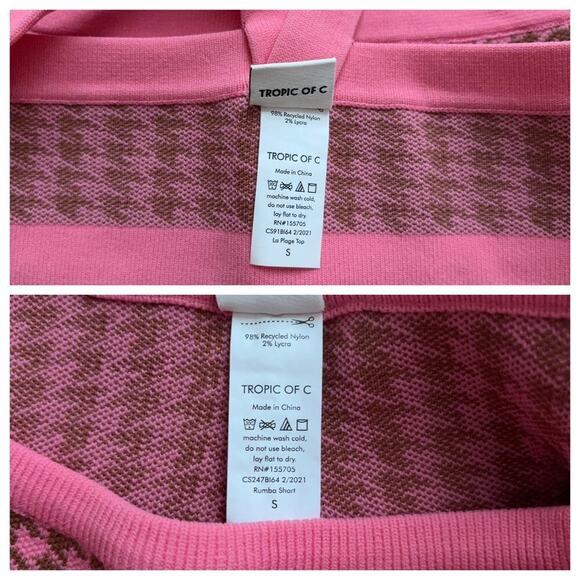 TROPIC OF C
98% Recycled Nylon
2% Lycra
TROPIC OF C
Made in China
machine wash cold,
do not use bleach,
lay flat to dry.
RN#155705
CS91BI64 2/2021
La Plage Top
S
98% Recycled Nylon
2% Lycra
TROPIC OF C
Made in China
machine wash cold,
do not use bleach,
lay flat to dry.
RN#155705
CS247BI64 2/2021
Rumba Short
S